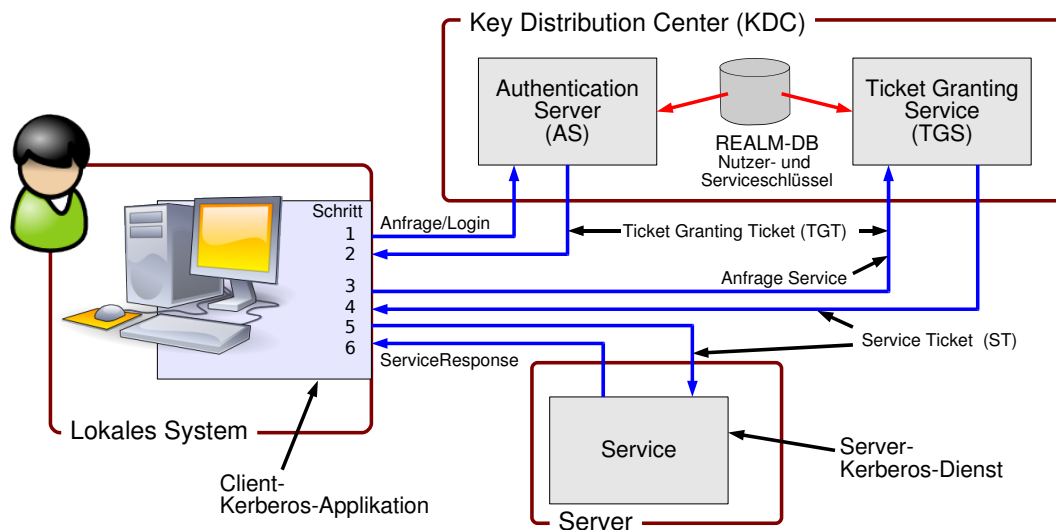 Key Distribution Center (KDC)
Authentication
Server
(AS)
REALM-DB
Nutzer- und
Serviceschlüssel
Ticket Granting
Service
(TGS)
Schritt
1
2
3
4
5
6
Anfrage/Login
Ticket Granting Ticket (TGT)
Anfrage Service
Service Ticket (ST)
ServiceResponse
Lokales System
Client-
Kerberos-Applikation
Service
Server-
Kerberos-Dienst
Server